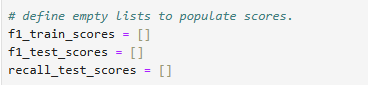 # define empty lists to populate scores.
f1_train_scores = []
f1_test_scores = []
recall_test_scores = []